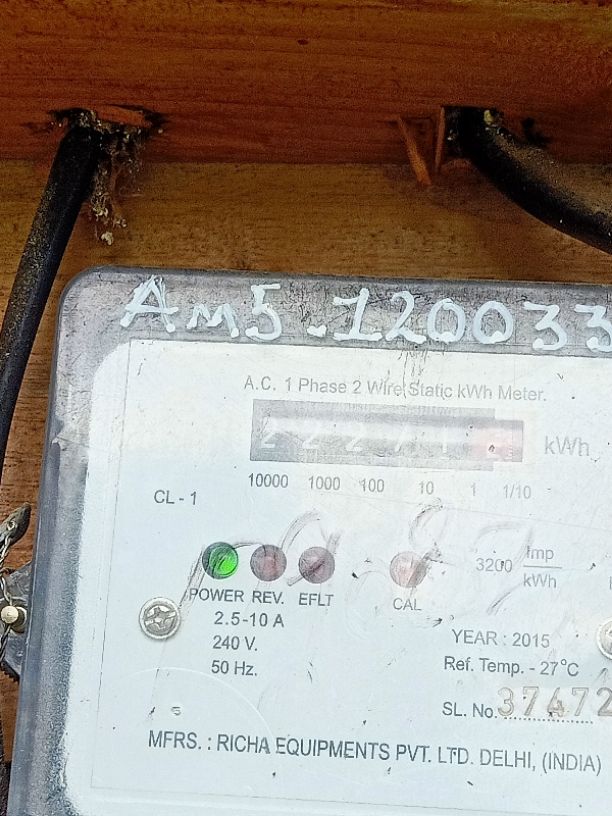 Am5.120033
A.C. 1 Phase 2 Wire Static kWh Meter.
kWh
10000 1000 100 10 1 1/10
CL - 1
3200 Imp/kWh
POWER REV. EFLT CAL
2.5-10 A
240 V.
50 Hz.
YEAR : 2015
Ref. Temp. - 27°C
SL. No. 37472
MFRS. : RICHA EQUIPMENTS PVT. LTD. DELHI, (INDIA)